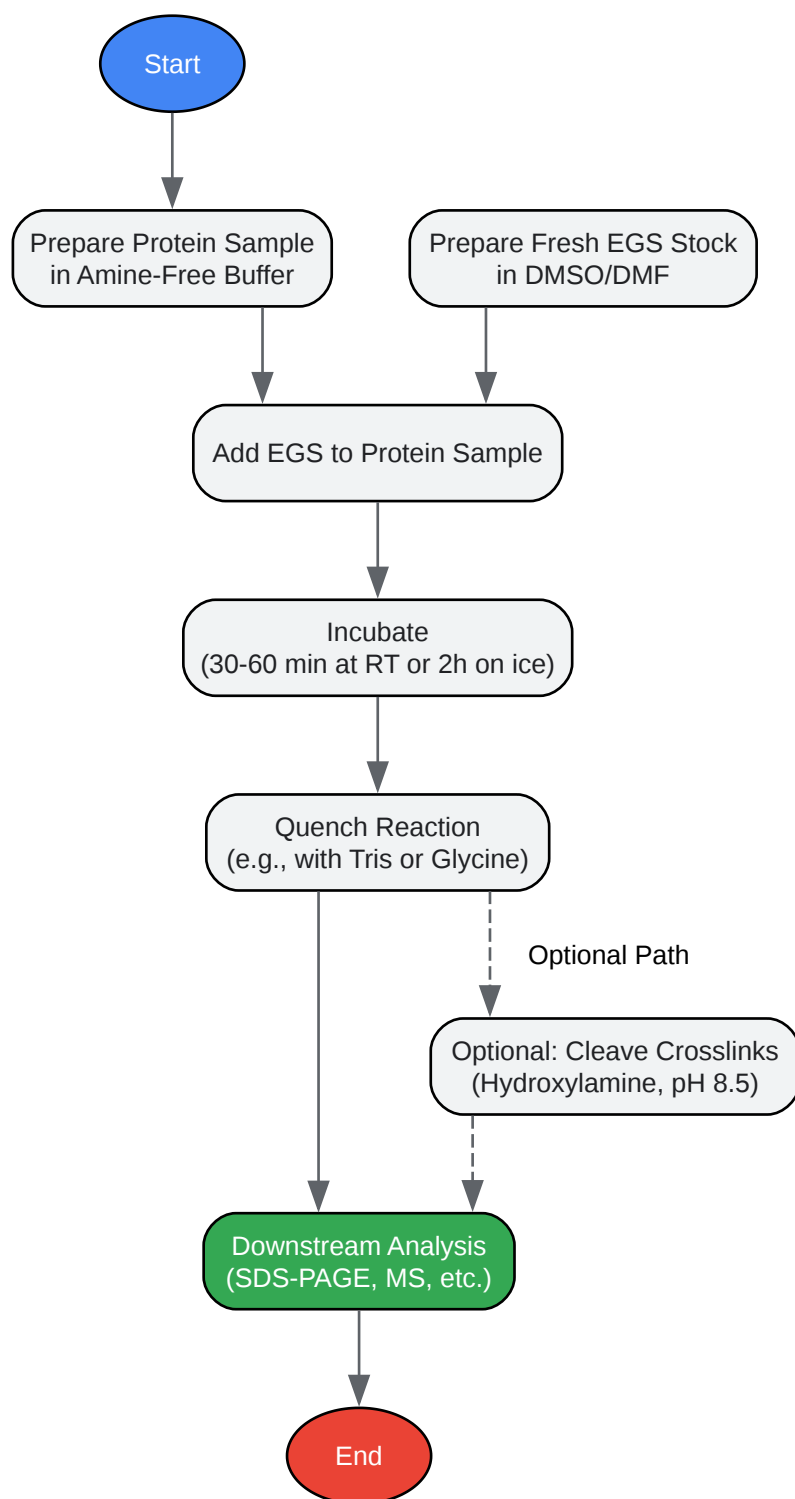 Start
Prepare Protein Sample
in Amine-Free Buffer
Prepare Fresh EGS Stock
in DMSO/DMF
Add EGS to Protein Sample
Incubate
(30-60 min at RT or 2h on ice)
Quench Reaction
(e.g., with Tris or Glycine)
Optional Path
Optional: Cleave Crosslinks
(Hydroxylamine, pH 8.5)
Downstream Analysis
(SDS-PAGE, MS, etc.)
End